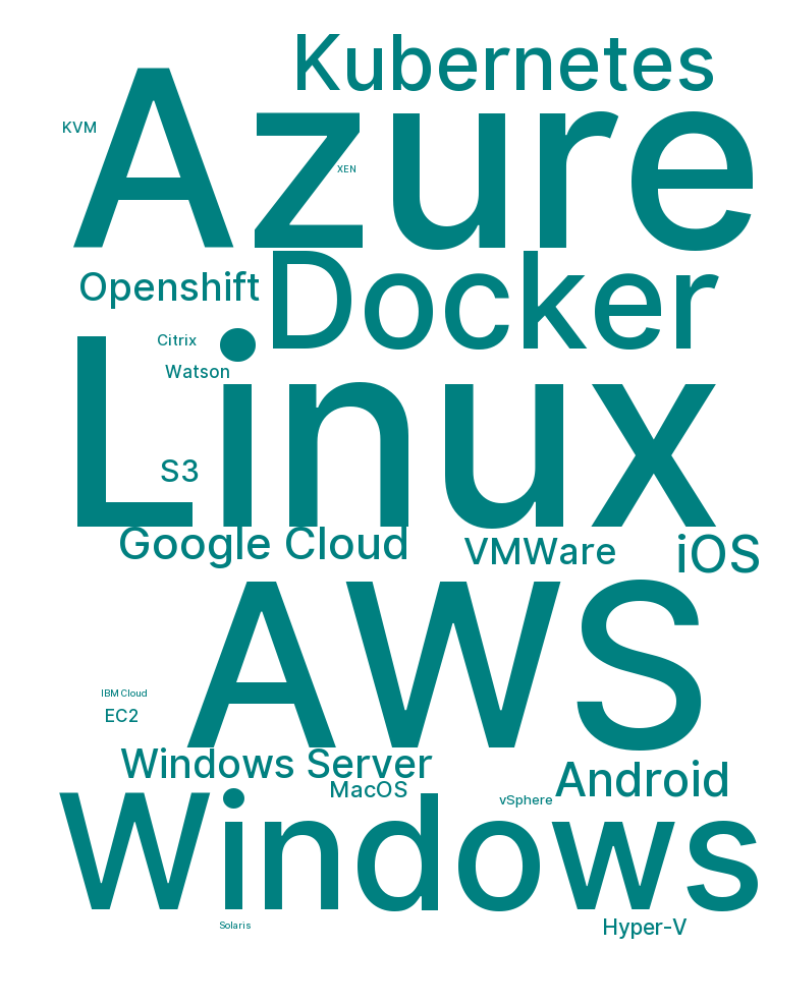 Kubernetes
Azure
KVM
XEN
Docker
Openshift
Linux
Citrix
Watson
S3
Google Cloud
VMWare
iOS
AWS
IBM Cloud
EC2
Windows Server
Android
MacOS
vSphere
Windows
Solaris
Hyper-V